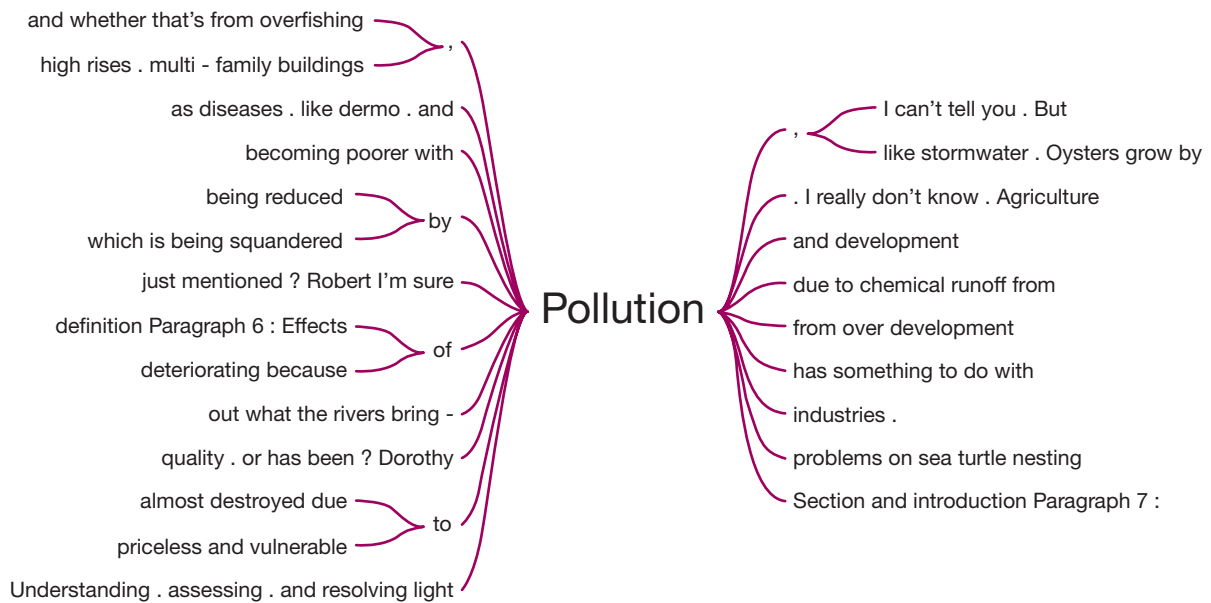 and whether that’s from overfishing
,
high rises . multi - family buildings
as diseases . like dermo . and
becoming poorer with
being reduced
by
which is being squandered
just mentioned ? Robert I’m sure
definition Paragraph 6 : Effects
of
deteriorating because
out what the rivers bring -
quality . or has been ? Dorothy
almost destroyed due
to
priceless and vulnerable
Understanding . assessing . and resolving light
Pollution
,
I can’t tell you . But
like stormwater . Oysters grow by
. I really don’t know . Agriculture
and development
due to chemical runoff from
from over development
has something to do with
industries .
problems on sea turtle nesting
Section and introduction Paragraph 7 :